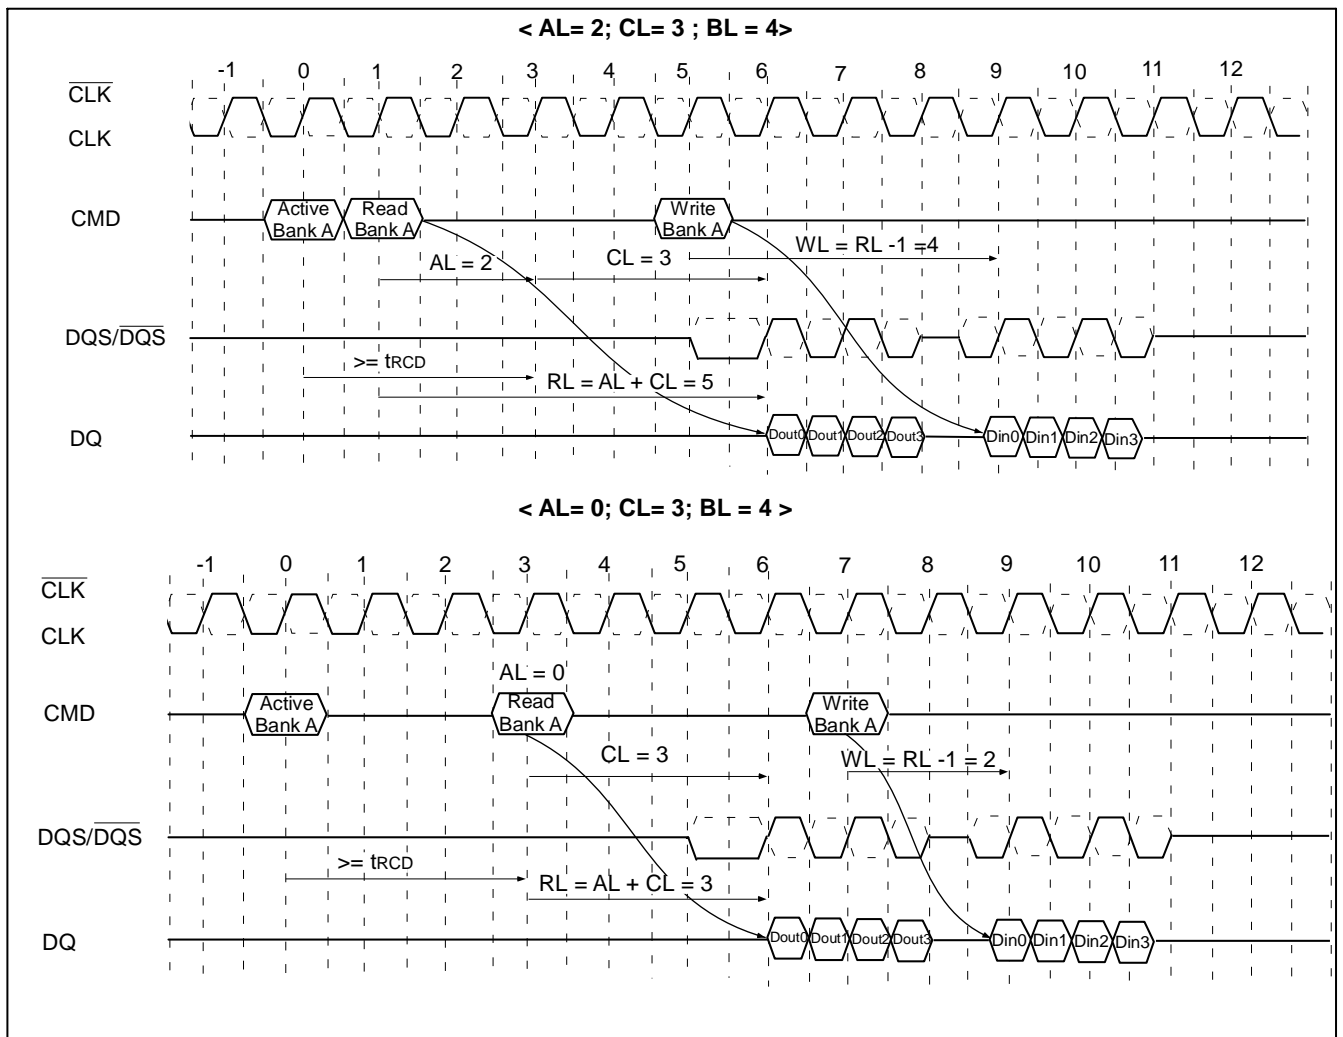 < AL= 2; CL= 3 ; BL = 4>
-1 0 1 2 3 4 5 6 7 8 9 10 11 12
CLK
CLK
CMD
Active Bank A
Read Bank A
Write Bank A
WL = RL -1 =4
AL = 2
CL = 3
DQS/DQS
>= tRCD
RL = AL + CL = 5
DQ
Dout0 Dout1 Dout2 Dout3 Din0 Din1 Din2 Din3
< AL= 0; CL= 3; BL = 4 >
-1 0 1 2 3 4 5 6 7 8 9 10 11 12
CLK
CLK
AL = 0
CMD
Active Bank A
Read Bank A
Write Bank A
CL = 3
WL = RL -1 = 2
DQS/DQS
>= tRCD
RL = AL + CL = 3
DQ
Dout0 Dout1 Dout2 Dout3 Din0 Din1 Din2 Din3